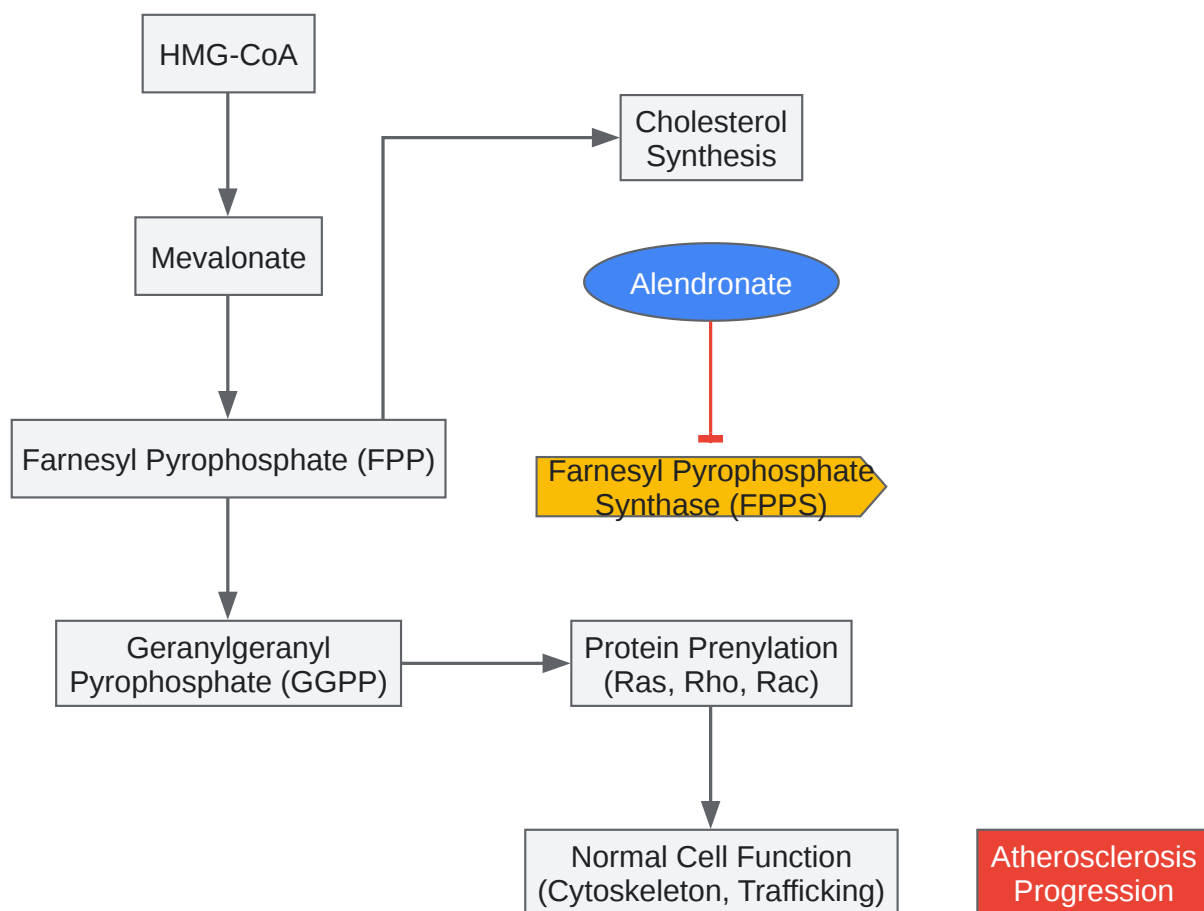 HMG-CoA
Cholesterol
Synthesis
Mevalonate
Alendronate
Farnesyl Pyrophosphate (FPP)
Farnesyl Pyrophosphate
Synthase (FPPS)
Geranylgeranyl
Pyrophosphate (GGPP)
Protein Prenylation
(Ras, Rho, Rac)
Normal Cell Function
(Cytoskeleton, Trafficking)
Atherosclerosis
Progression